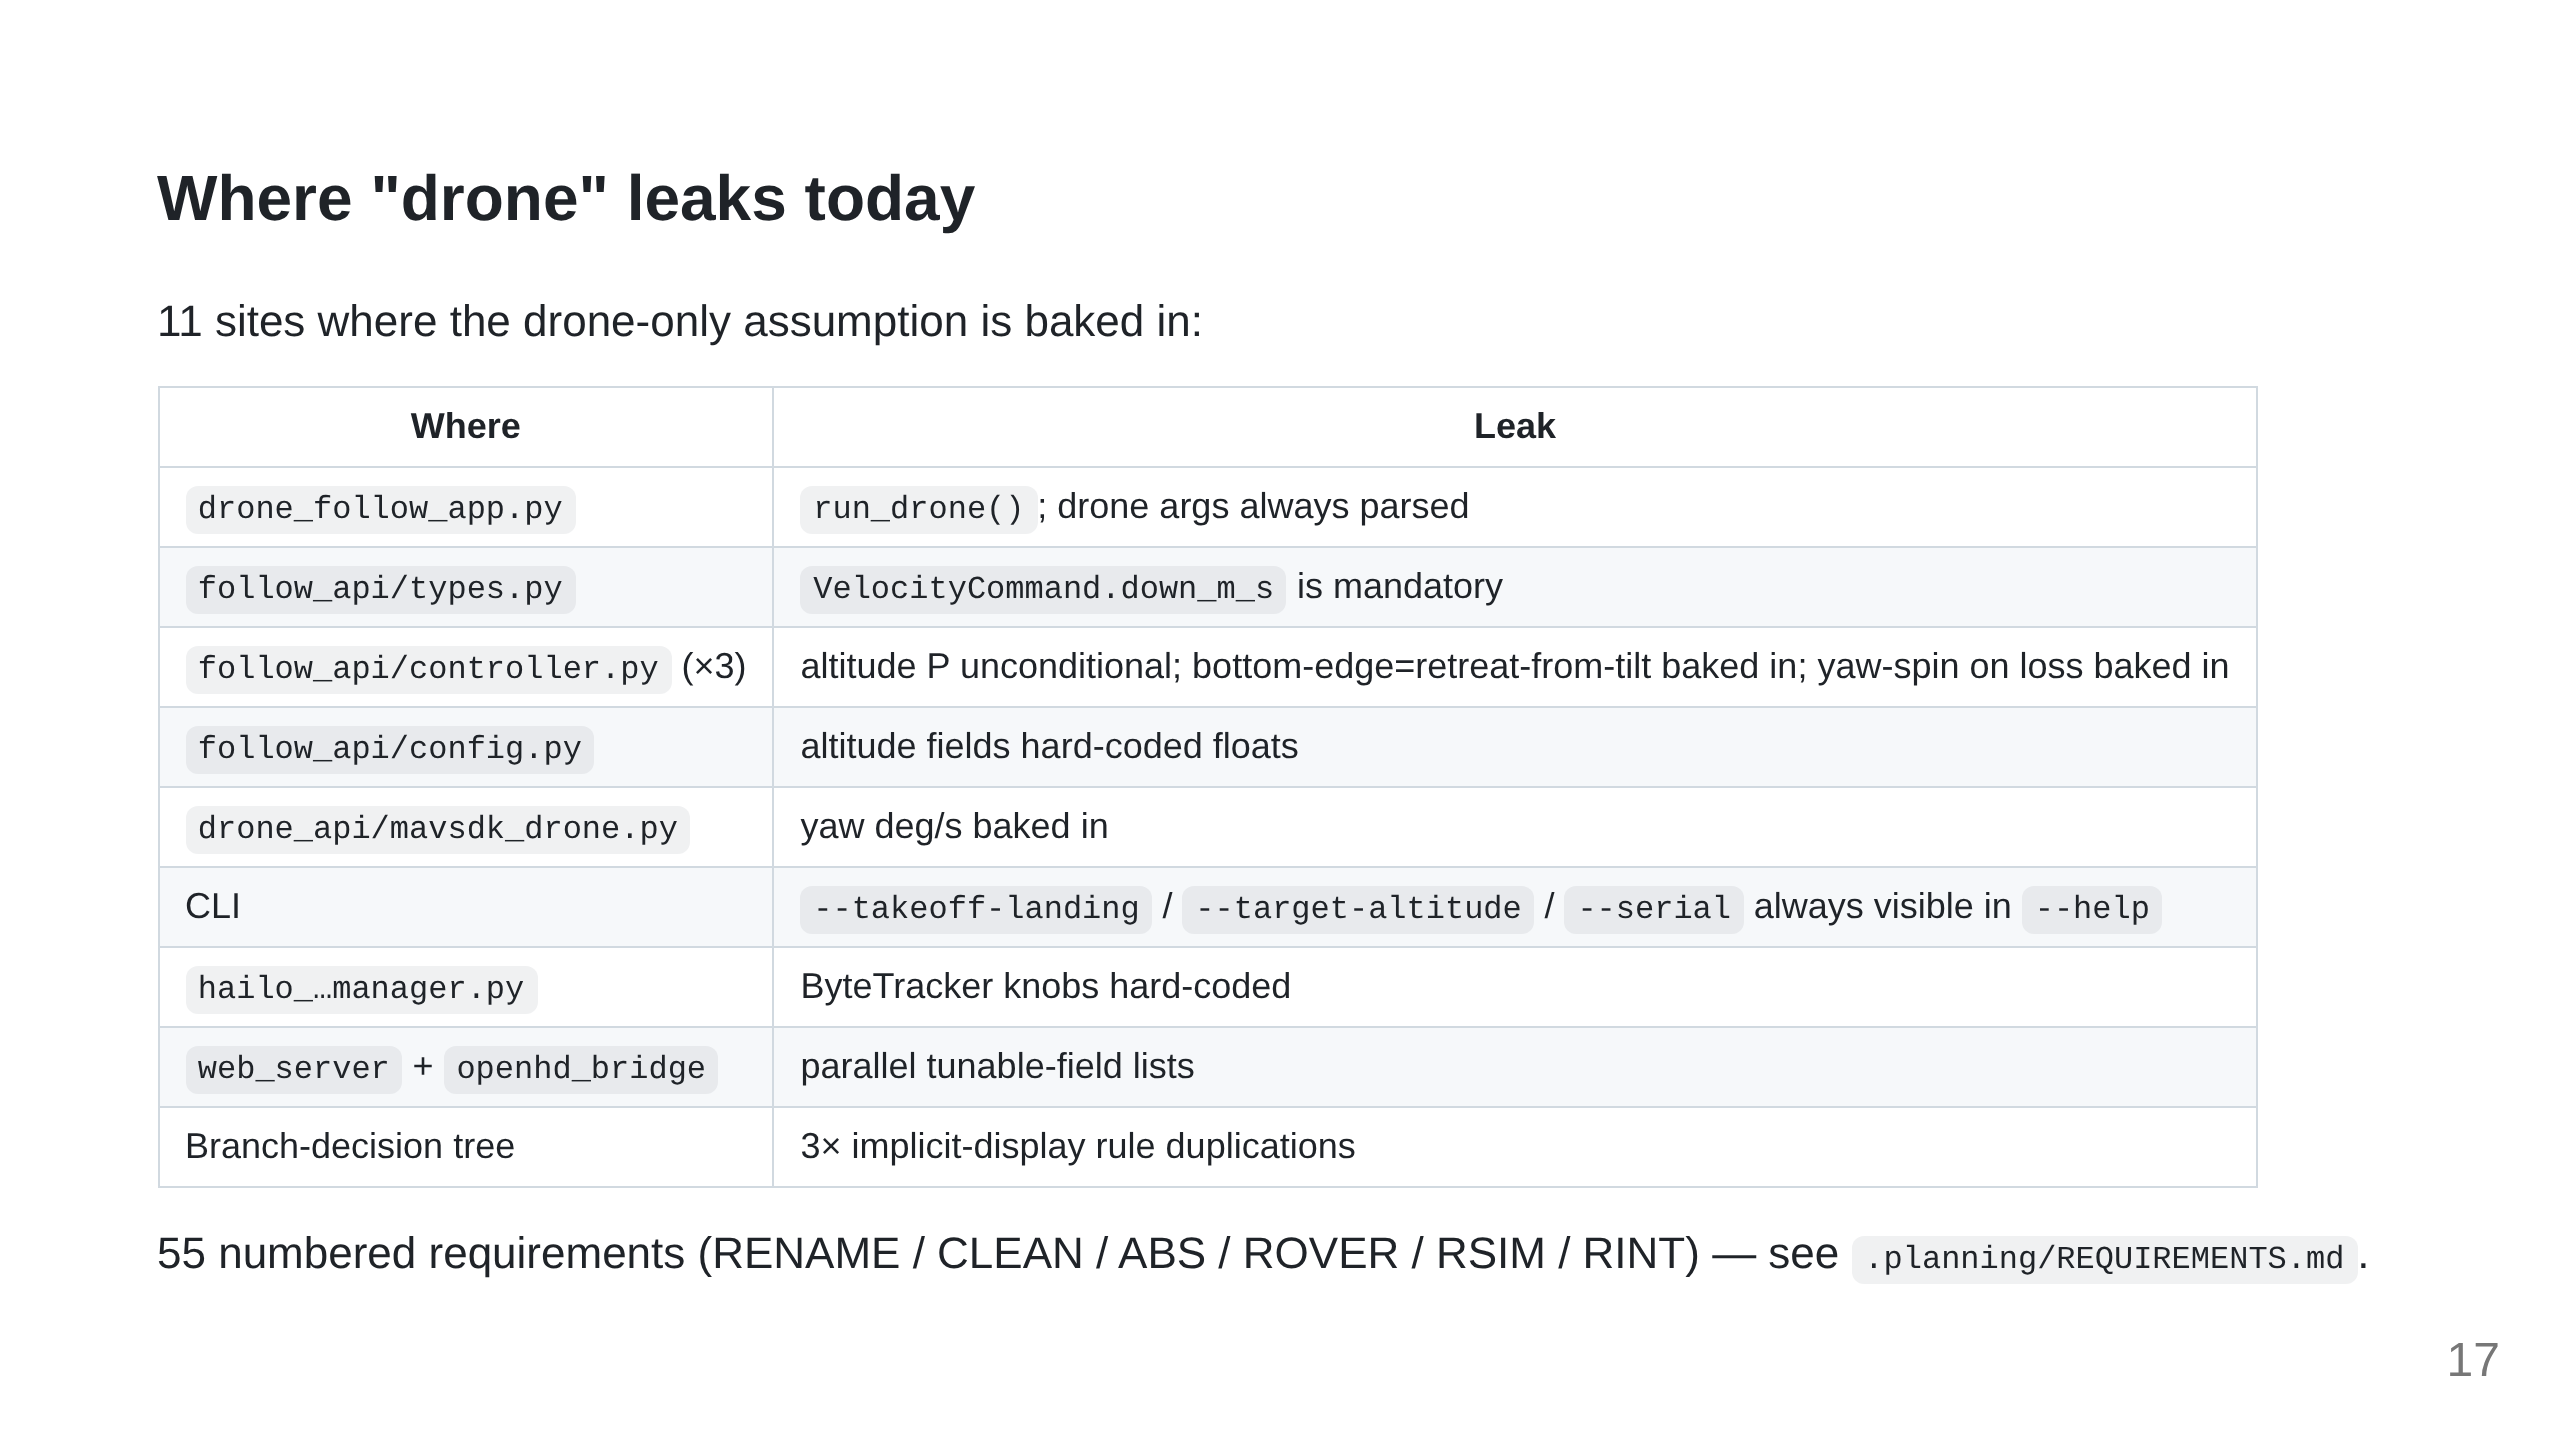 Where "drone" leaks today
11 sites where the drone-only assumption is baked in:
Where Leak
drone_follow_app.py run_drone(); drone args always parsed
follow_api/types.py VelocityCommand.down_m_s is mandatory
follow_api/controller.py (×3) altitude P unconditional; bottom-edge=retreat-from-tilt baked in; yaw-spin on loss baked in
follow_api/config.py altitude fields hard-coded floats
drone_api/mavsdk_drone.py yaw deg/s baked in
CLI --takeoff-landing / --target-altitude / --serial always visible in --help
hailo_…manager.py ByteTracker knobs hard-coded
web_server + openhd_bridge parallel tunable-field lists
Branch-decision tree 3× implicit-display rule duplications
55 numbered requirements (RENAME / CLEAN / ABS / ROVER / RSIM / RINT) — see .planning/REQUIREMENTS.md.
17